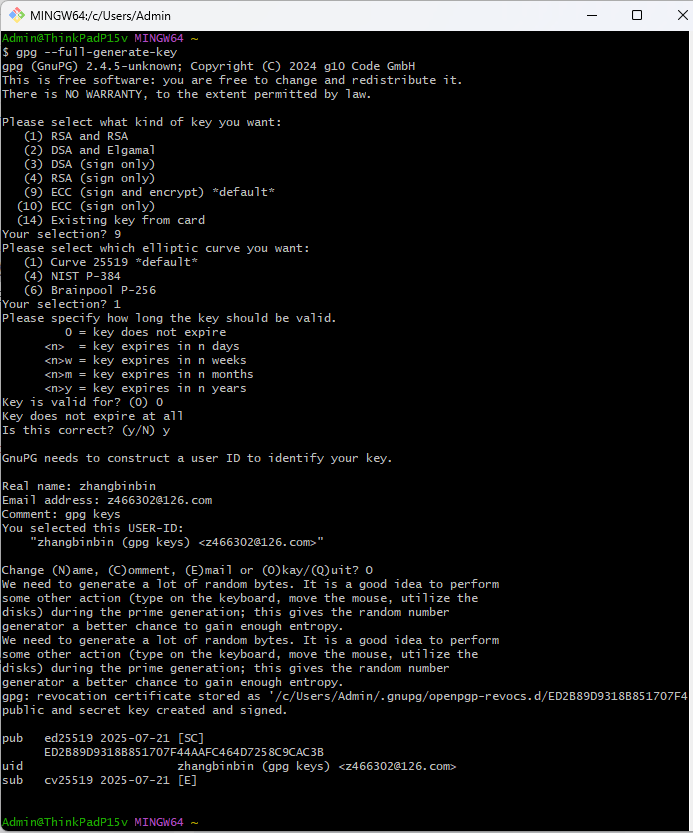 MINGW64:/c/Users/Admin
Admin@ThinkPadP15v MINGW64 ~
$ gpg --full-generate-key
gpg (GnuPG) 2.4.5-unknown; Copyright (C) 2024 g10 Code GmbH
This is free software: you are free to change and redistribute it.
There is NO WARRANTY, to the extent permitted by law.

Please select what kind of key you want:
   (1) RSA and RSA
   (2) DSA and Elgamal
   (3) DSA (sign only)
   (4) RSA (sign only)
   (9) ECC (sign and encrypt) *default*
  (10) ECC (sign only)
  (14) Existing key from card
Your selection? 9
Please select which elliptic curve you want:
   (1) Curve 25519 *default*
   (4) NIST P-384
   (6) Brainpool P-256
Your selection? 1
Please specify how long the key should be valid.
         0 = key does not expire
      <n>  = key expires in n days
      <n>w = key expires in n weeks
      <n>m = key expires in n months
      <n>y = key expires in n years
Key is valid for? (0) 0
Key does not expire at all
Is this correct? (y/N) y

GnuPG needs to construct a user ID to identify your key.

Real name: zhangbinbin
Email address: z466302@126.com
Comment: gpg keys
You selected this USER-ID:
    "zhangbinbin (gpg keys) <z466302@126.com>"

Change (N)ame, (C)omment, (E)mail or (O)kay/(Q)uit? O
We need to generate a lot of random bytes. It is a good idea to perform
some other action (type on the keyboard, move the mouse, utilize the
disks) during the prime generation; this gives the random number
generator a better chance to gain enough entropy.
We need to generate a lot of random bytes. It is a good idea to perform
some other action (type on the keyboard, move the mouse, utilize the
disks) during the prime generation; this gives the random number
generator a better chance to gain enough entropy.
gpg: revocation certificate stored as '/c/Users/Admin/.gnupg/openpgp-revocs.d/ED2B89D9318B851707F4
public and secret key created and signed.

pub   ed25519 2025-07-21 [SC]
      ED2B89D9318B851707F44AAFC464D7258C9CAC3B
uid                      zhangbinbin (gpg keys) <z466302@126.com>
sub   cv25519 2025-07-21 [E]

Admin@ThinkPadP15v MINGW64 ~